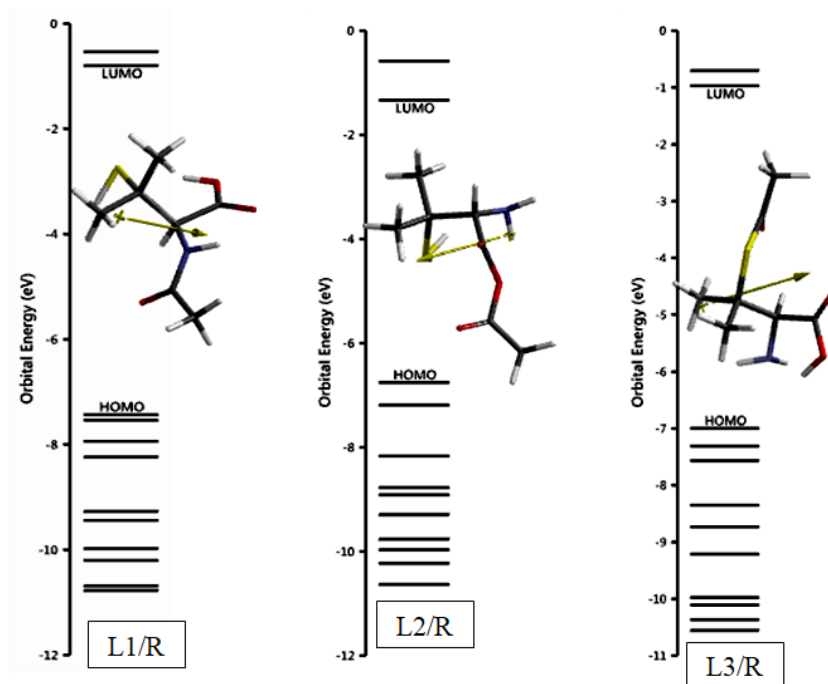 Orbital Energy (eV)
0
-2
-4
-6
-8
-10
-12
LUMO
HOMO
L1/R
Orbital Energy (eV)
0
-2
-4
-6
-8
-10
-12
LUMO
HOMO
L2/R
Orbital Energy (eV)
0
-1
-2
-3
-4
-5
-6
-7
-8
-9
-10
-11
LUMO
HOMO
L3/R